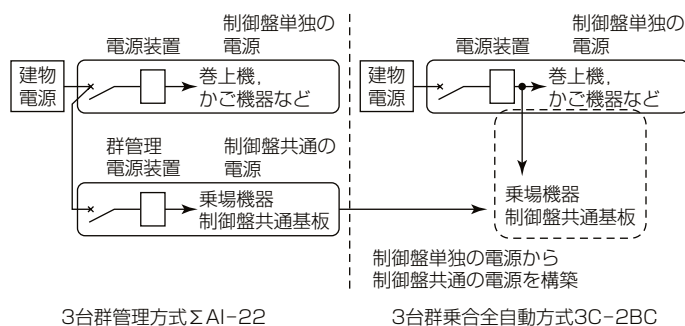 制御盤単独の
電源装置　電源
建物
電源
巻上機,
かご機器など
群管理　制御盤共通の
電源装置　電源
乗場機器
制御盤共通基板
3台群管理方式ΣAI-22
制御盤単独の
電源装置　電源
建物
電源
巻上機,
かご機器など
乗場機器
制御盤共通基板
制御盤単独の電源から
制御盤共通の電源を構築
3台群乗合全自動方式3C-2BC